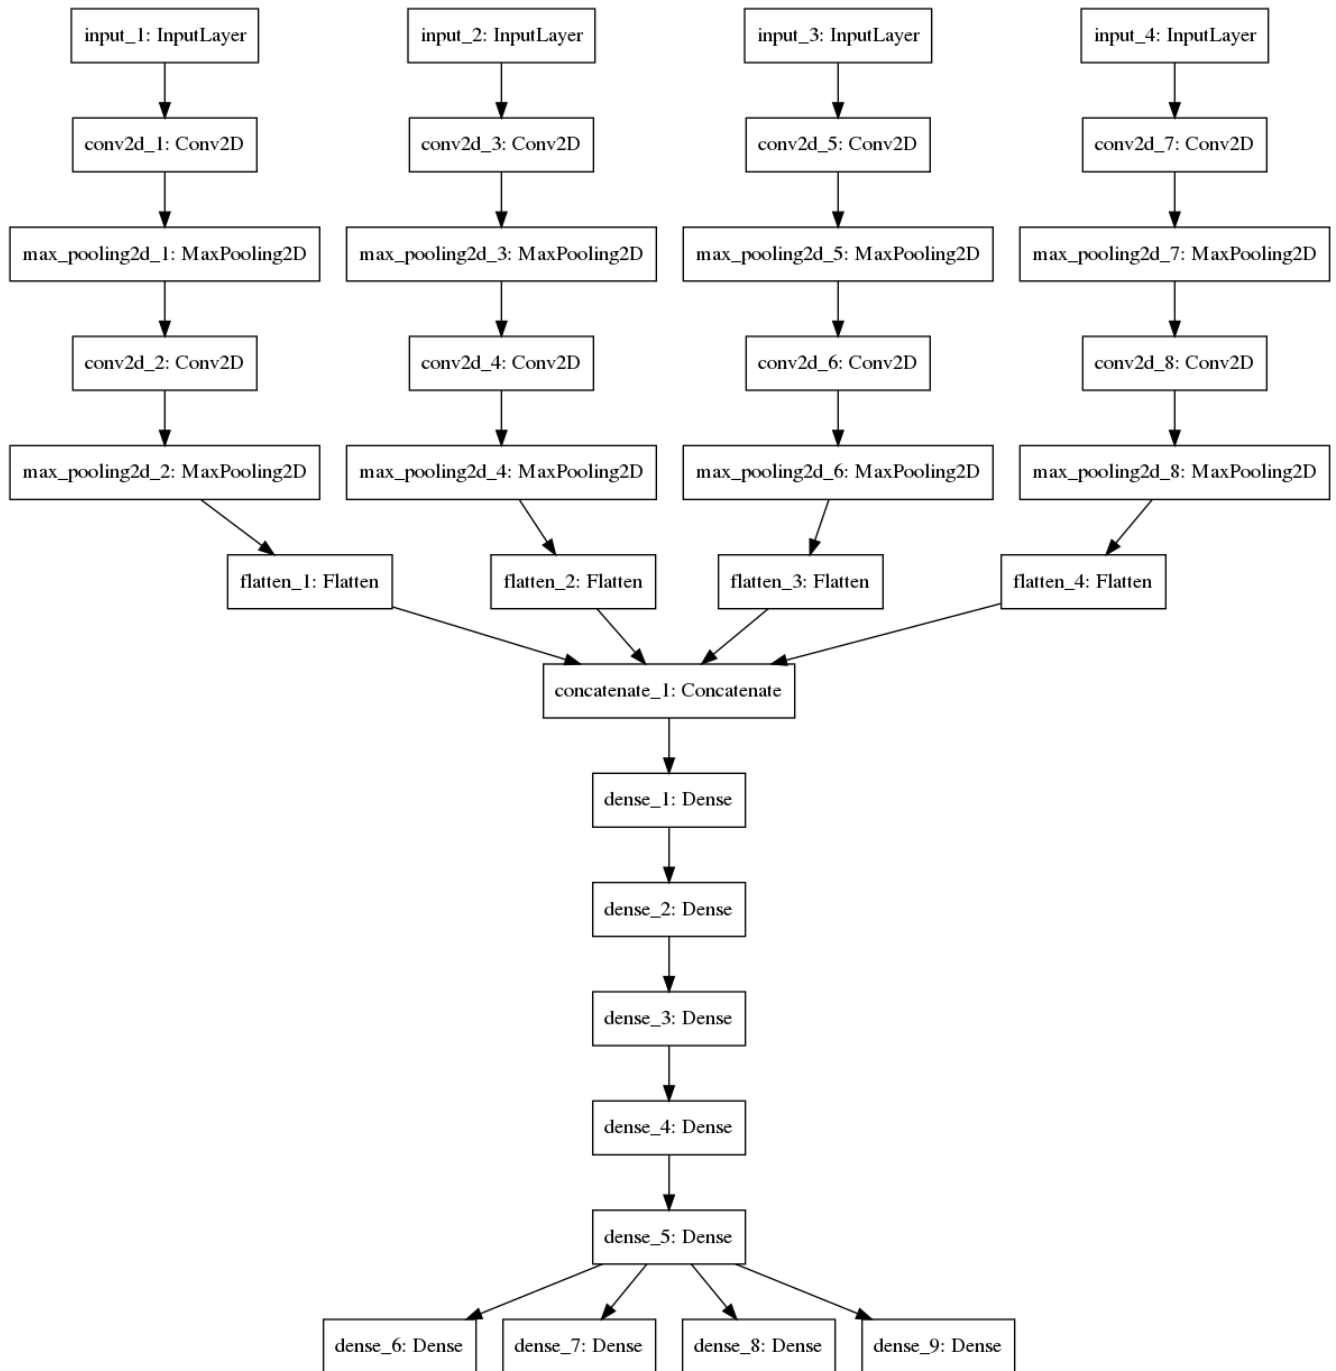 input_1: InputLayer
input_2: InputLayer
input_3: InputLayer
input_4: InputLayer
conv2d_1: Conv2D
conv2d_3: Conv2D
conv2d_5: Conv2D
conv2d_7: Conv2D
max_pooling2d_1: MaxPooling2D
max_pooling2d_3: MaxPooling2D
max_pooling2d_5: MaxPooling2D
max_pooling2d_7: MaxPooling2D
conv2d_2: Conv2D
conv2d_4: Conv2D
conv2d_6: Conv2D
conv2d_8: Conv2D
max_pooling2d_2: MaxPooling2D
max_pooling2d_4: MaxPooling2D
max_pooling2d_6: MaxPooling2D
max_pooling2d_8: MaxPooling2D
flatten_1: Flatten
flatten_2: Flatten
flatten_3: Flatten
flatten_4: Flatten
concatenate_1: Concatenate
dense_1: Dense
dense_2: Dense
dense_3: Dense
dense_4: Dense
dense_5: Dense
dense_6: Dense
dense_7: Dense
dense_8: Dense
dense_9: Dense